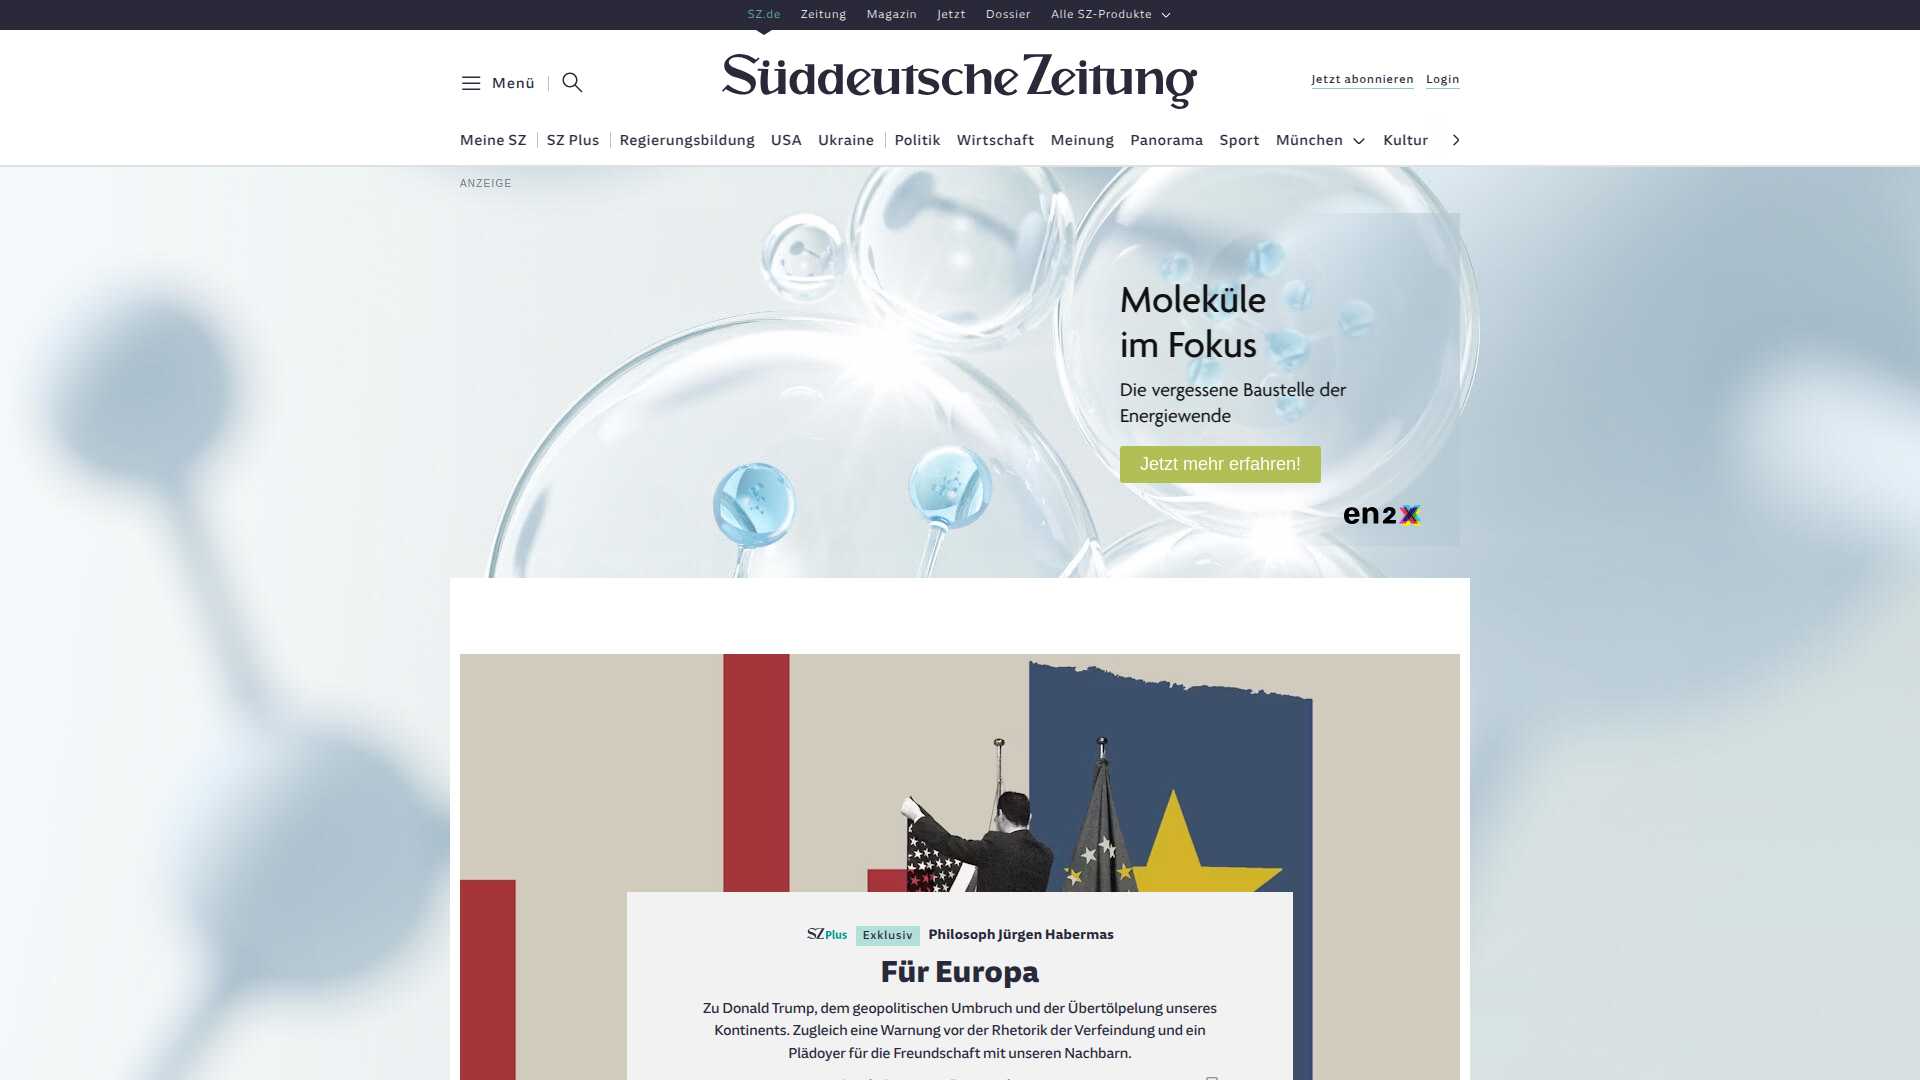 SZ.de Zeitung Magazin Jetzt Dossier Alle SZ-Produkte
Menü
Süddeutsche Zeitung
Jetzt abonnieren Login
Meine SZ SZ Plus Regierungsbildung USA Ukraine Politik Wirtschaft Meinung Panorama Sport München Kultur
ANZEIGE
Moleküle
im Fokus
Die vergessene Baustelle der
Energiewende
Jetzt mehr erfahren!
en2x
SZ Plus Exklusiv Philosoph Jürgen Habermas
Für Europa
Zu Donald Trump, dem geopolitischen Umbruch und der Übertölpelung unseres
Kontinents. Zugleich eine Warnung vor der Rhetorik der Verfeindung und ein
Plädoyer für die Freundschaft mit unseren Nachbarn.